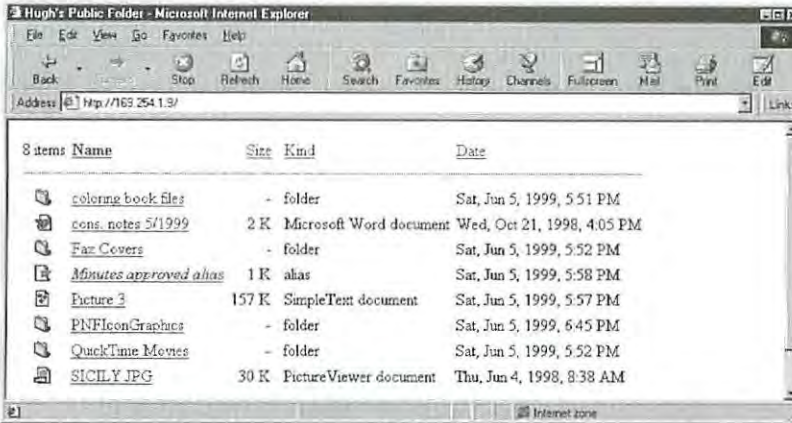 Hugh's Public Folder - Microsoft Internet Explorer
File Edit View Go Favorites Help
Back Stop Refresh Home Search Favorites History Channels Fullscreen Mail Print Edit
Address http://169.254.1.9/ Links
8 items Name Size Kind Date
coloring book files - folder Sat, Jun 5, 1999, 5:51 PM
cons. notes 5/1999 2 K Microsoft Word document Wed, Oct 21, 1998, 4:05 PM
Fax Covers - folder Sat, Jun 5, 1999, 5:52 PM
Minutes approved alias 1 K alias Sat, Jun 5, 1999, 5:58 PM
Picture 3 157 K SimpleText document Sat, Jun 5, 1999, 5:57 PM
PNFIconGraphics - folder Sat, Jun 5, 1999, 6:45 PM
QuickTime Movies - folder Sat, Jun 5, 1999, 5:52 PM
SICILY JPG 30 K PictureViewer document Thu, Jun 4, 1998, 8:38 AM
Internet zone